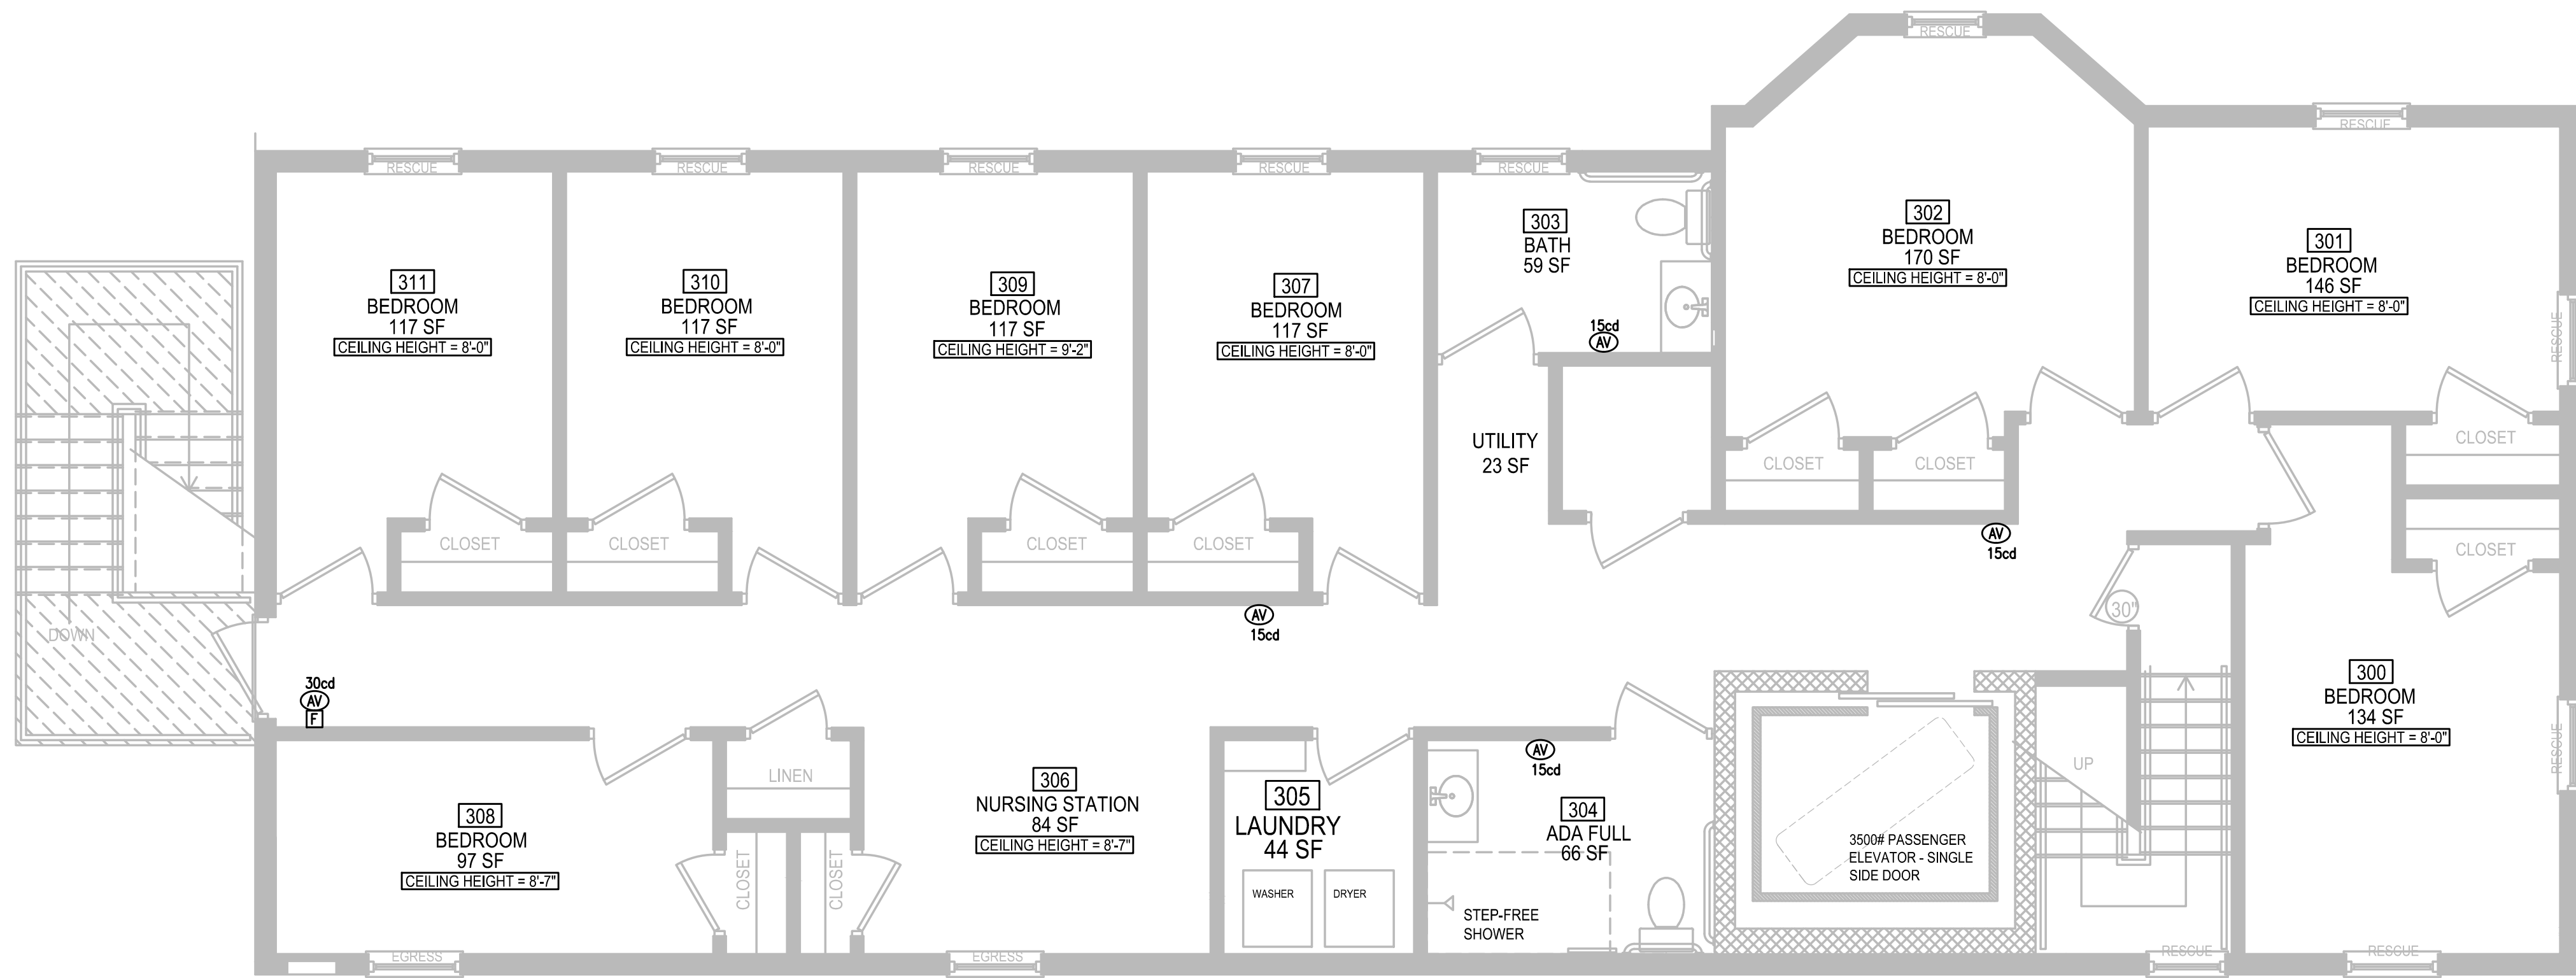 RESCUE
RESCUE
RESCUE
RESCUE
RESCUE
RESCUE
RESCUE
311
BEDROOM
117 SF
CEILING HEIGHT = 8'-0"
310
BEDROOM
117 SF
CEILING HEIGHT = 8'-0"
309
BEDROOM
117 SF
CEILING HEIGHT = 9'-2"
307
BEDROOM
117 SF
CEILING HEIGHT = 8'-0"
303
BATH
59 SF
15cd
AV
302
BEDROOM
170 SF
CEILING HEIGHT = 8'-0"
301
BEDROOM
146 SF
CEILING HEIGHT = 8'-0"
RESCUE
UTILITY
23 SF
CLOSET
CLOSET
CLOSET
CLOSET
CLOSET
CLOSET
CLOSET
CLOSET
AV
15cd
AV
15cd
30"
DOWN
30cd
AV
F
308
BEDROOM
97 SF
CEILING HEIGHT = 8'-7"
LINEN
CLOSET
CLOSET
306
NURSING STATION
84 SF
CEILING HEIGHT = 8'-7"
305
LAUNDRY
44 SF
WASHER
DRYER
AV
15cd
304
ADA FULL
66 SF
STEP-FREE
SHOWER
3500# PASSENGER
ELEVATOR - SINGLE
SIDE DOOR
UP
300
BEDROOM
134 SF
CEILING HEIGHT = 8'-0"
RESCUE
EGRESS
EGRESS
RESCUE
RESCUE